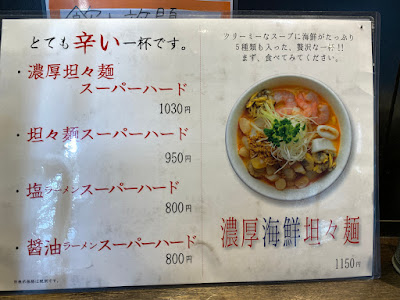 とても辛い一杯です。
・濃厚坦々麺
スーパーハード
1030円
・坦々麺スーパーハード
950円
・塩ラーメンスーパーハード
800円
・醤油ラーメンスーパーハード
800円
クリーミーなスープに海鮮がたっぷり
5種類も入った、贅沢な一杯!!
まず、食べてみてください。
濃厚海鮮坦々麺
1150円